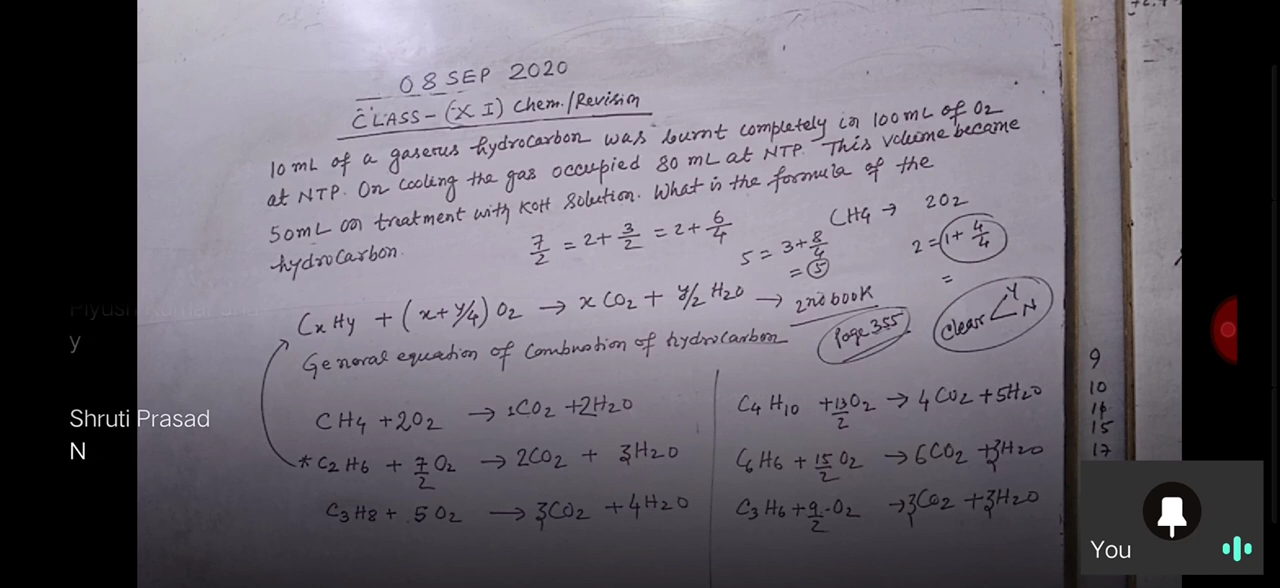 08 SEP 2020
CLASS-(XI) Chem./Revision
10 mL of a gaseous hydrocarbon was burnt completely in 100 mL of O2
at NTP. On cooling the gas occupied 80 mL at NTP. This volume became
50mL on treatment with KOH Solution. What is the formula of the
hydrocarbon.
7/2 = 2+ 3/2 = 2+ 6/4
5 = 3+ 8/4
= 5
CH4 → 2O2
2 = 1+ 4/4
=
CxHy + (x+y/4) O2 → xCO2 + y/2 H2O → 2nd book
Page 355
Clear < Y N
General equation of Combustion of hydrocarbon
CH4 + 2O2 → 1CO2 + 2H2O
*C2H6 + 7/2 O2 → 2CO2 + 3H2O
C3H8 + 5O2 → 3CO2 + 4H2O
C4H10 + 13/2 O2 → 4CO2 + 5H2O
C6H6 + 15/2 O2 → 6CO2 + 3H2O
C3H6 + 9/2 O2 → 3CO2 + 3H2O
9
10
15
17
y
Shruti Prasad
N
You